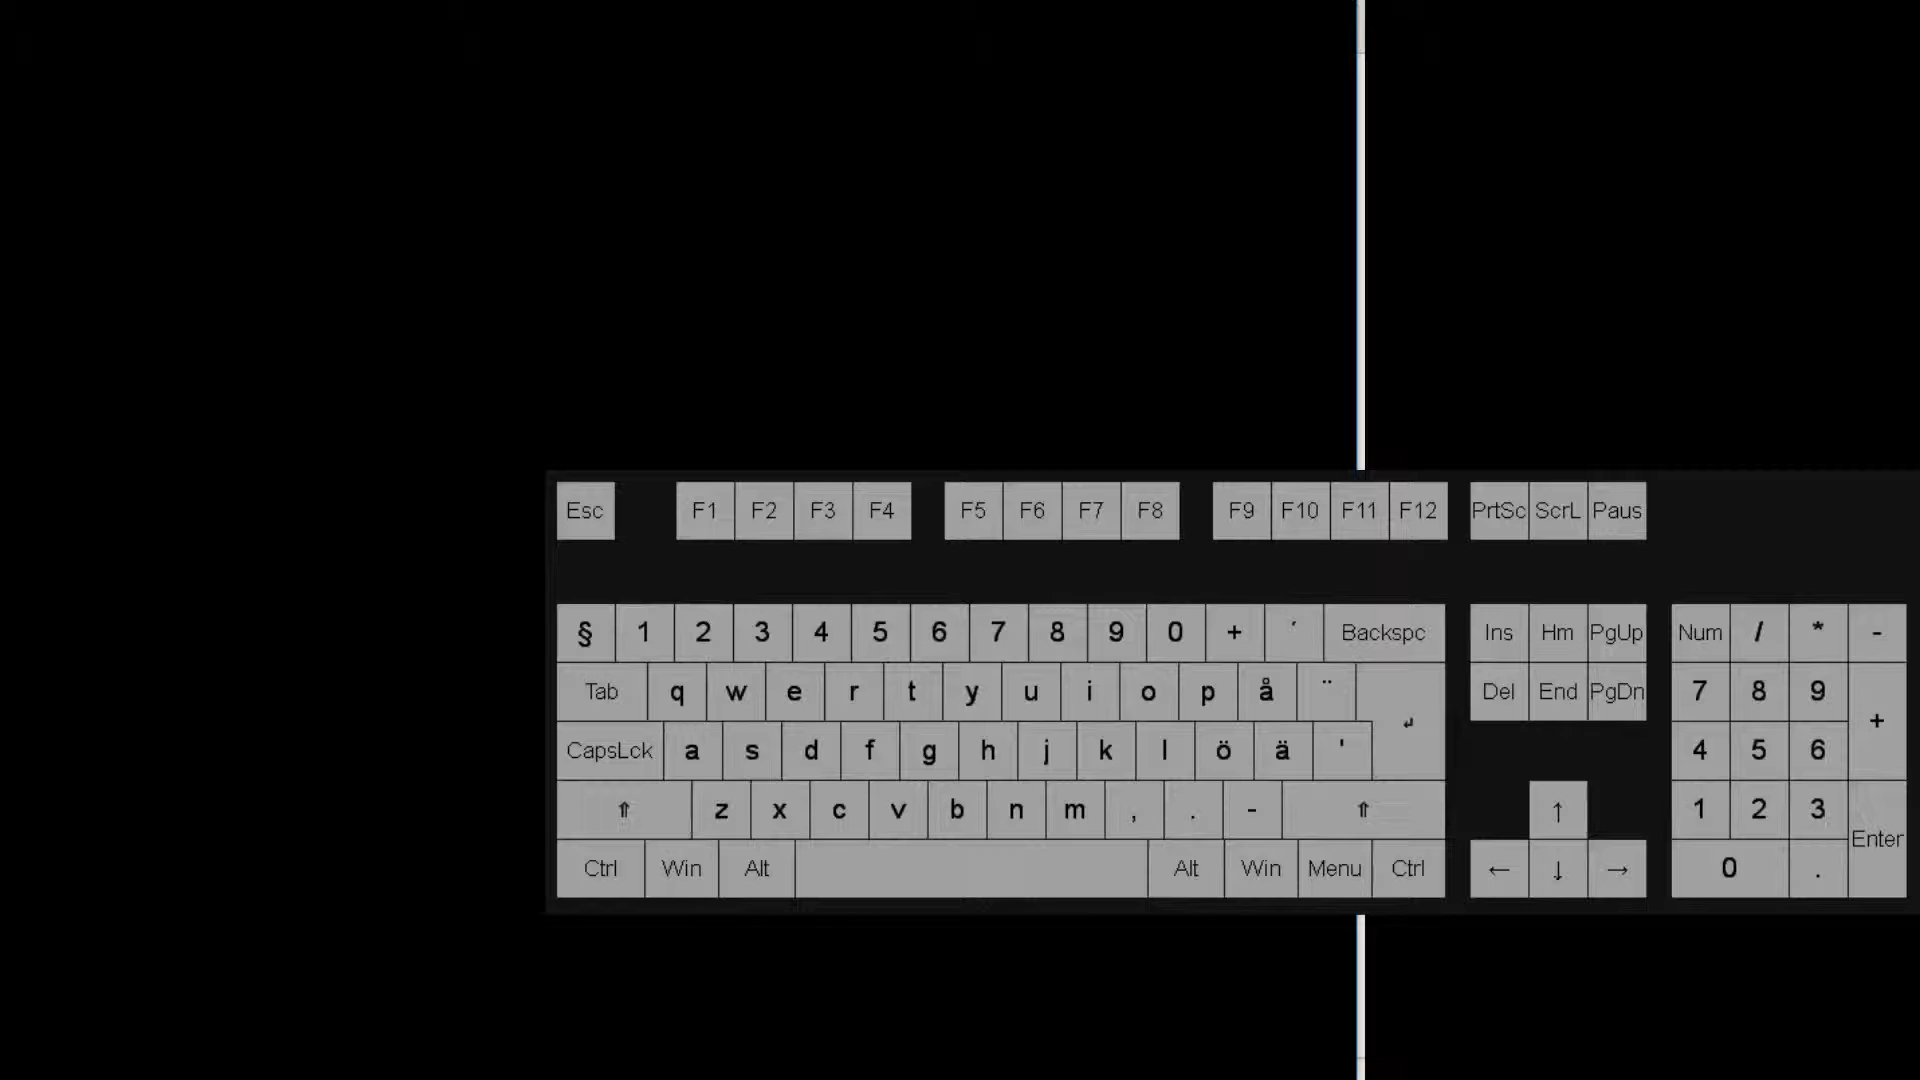 Esc F1 F2 F3 F4 F5 F6 F7 F8 F9 F10 F11 F12 PrtSc ScrL Paus
§ 1 2 3 4 5 6 7 8 9 0 + ´ Backspc Ins Hm PgUp Num / * -
Tab q w e r t y u i o p å ¨ ↵ Del End PgDn 7 8 9 +
CapsLck a s d f g h j k l ö ä ' 4 5 6
⇑ z x c v b n m , . - ⇑ ↑ 1 2 3 Enter
Ctrl Win Alt Alt Win Menu Ctrl ← ↓ → 0 .